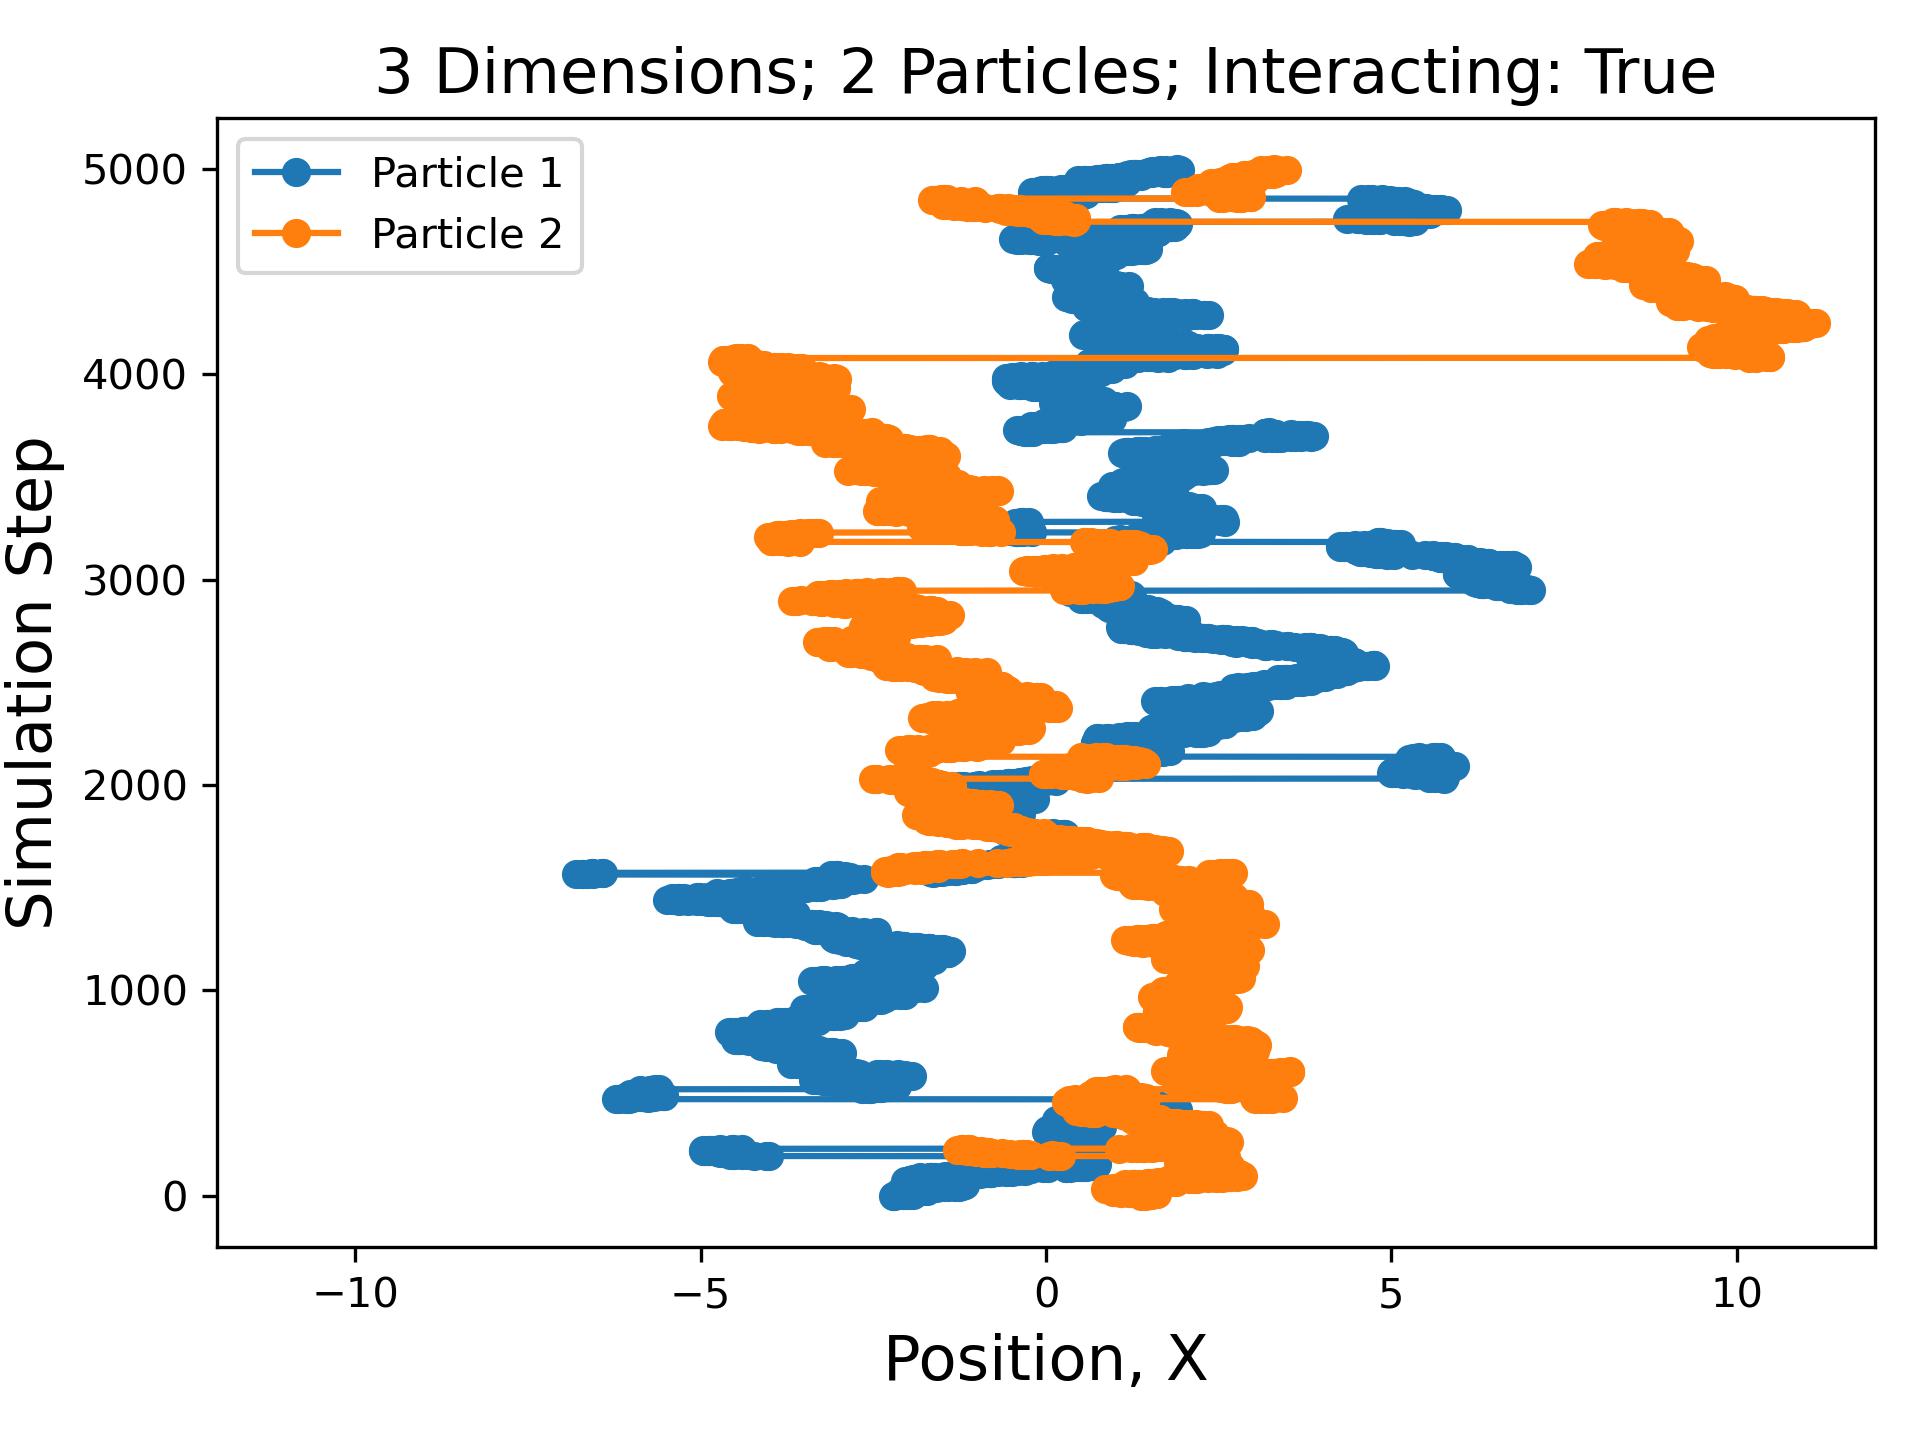 3 Dimensions; 2 Particles; Interacting: True
Particle 1
Particle 2
5000
4000
3000
2000
1000
0
Simulation Step
−10
−5
0
5
10
Position, X